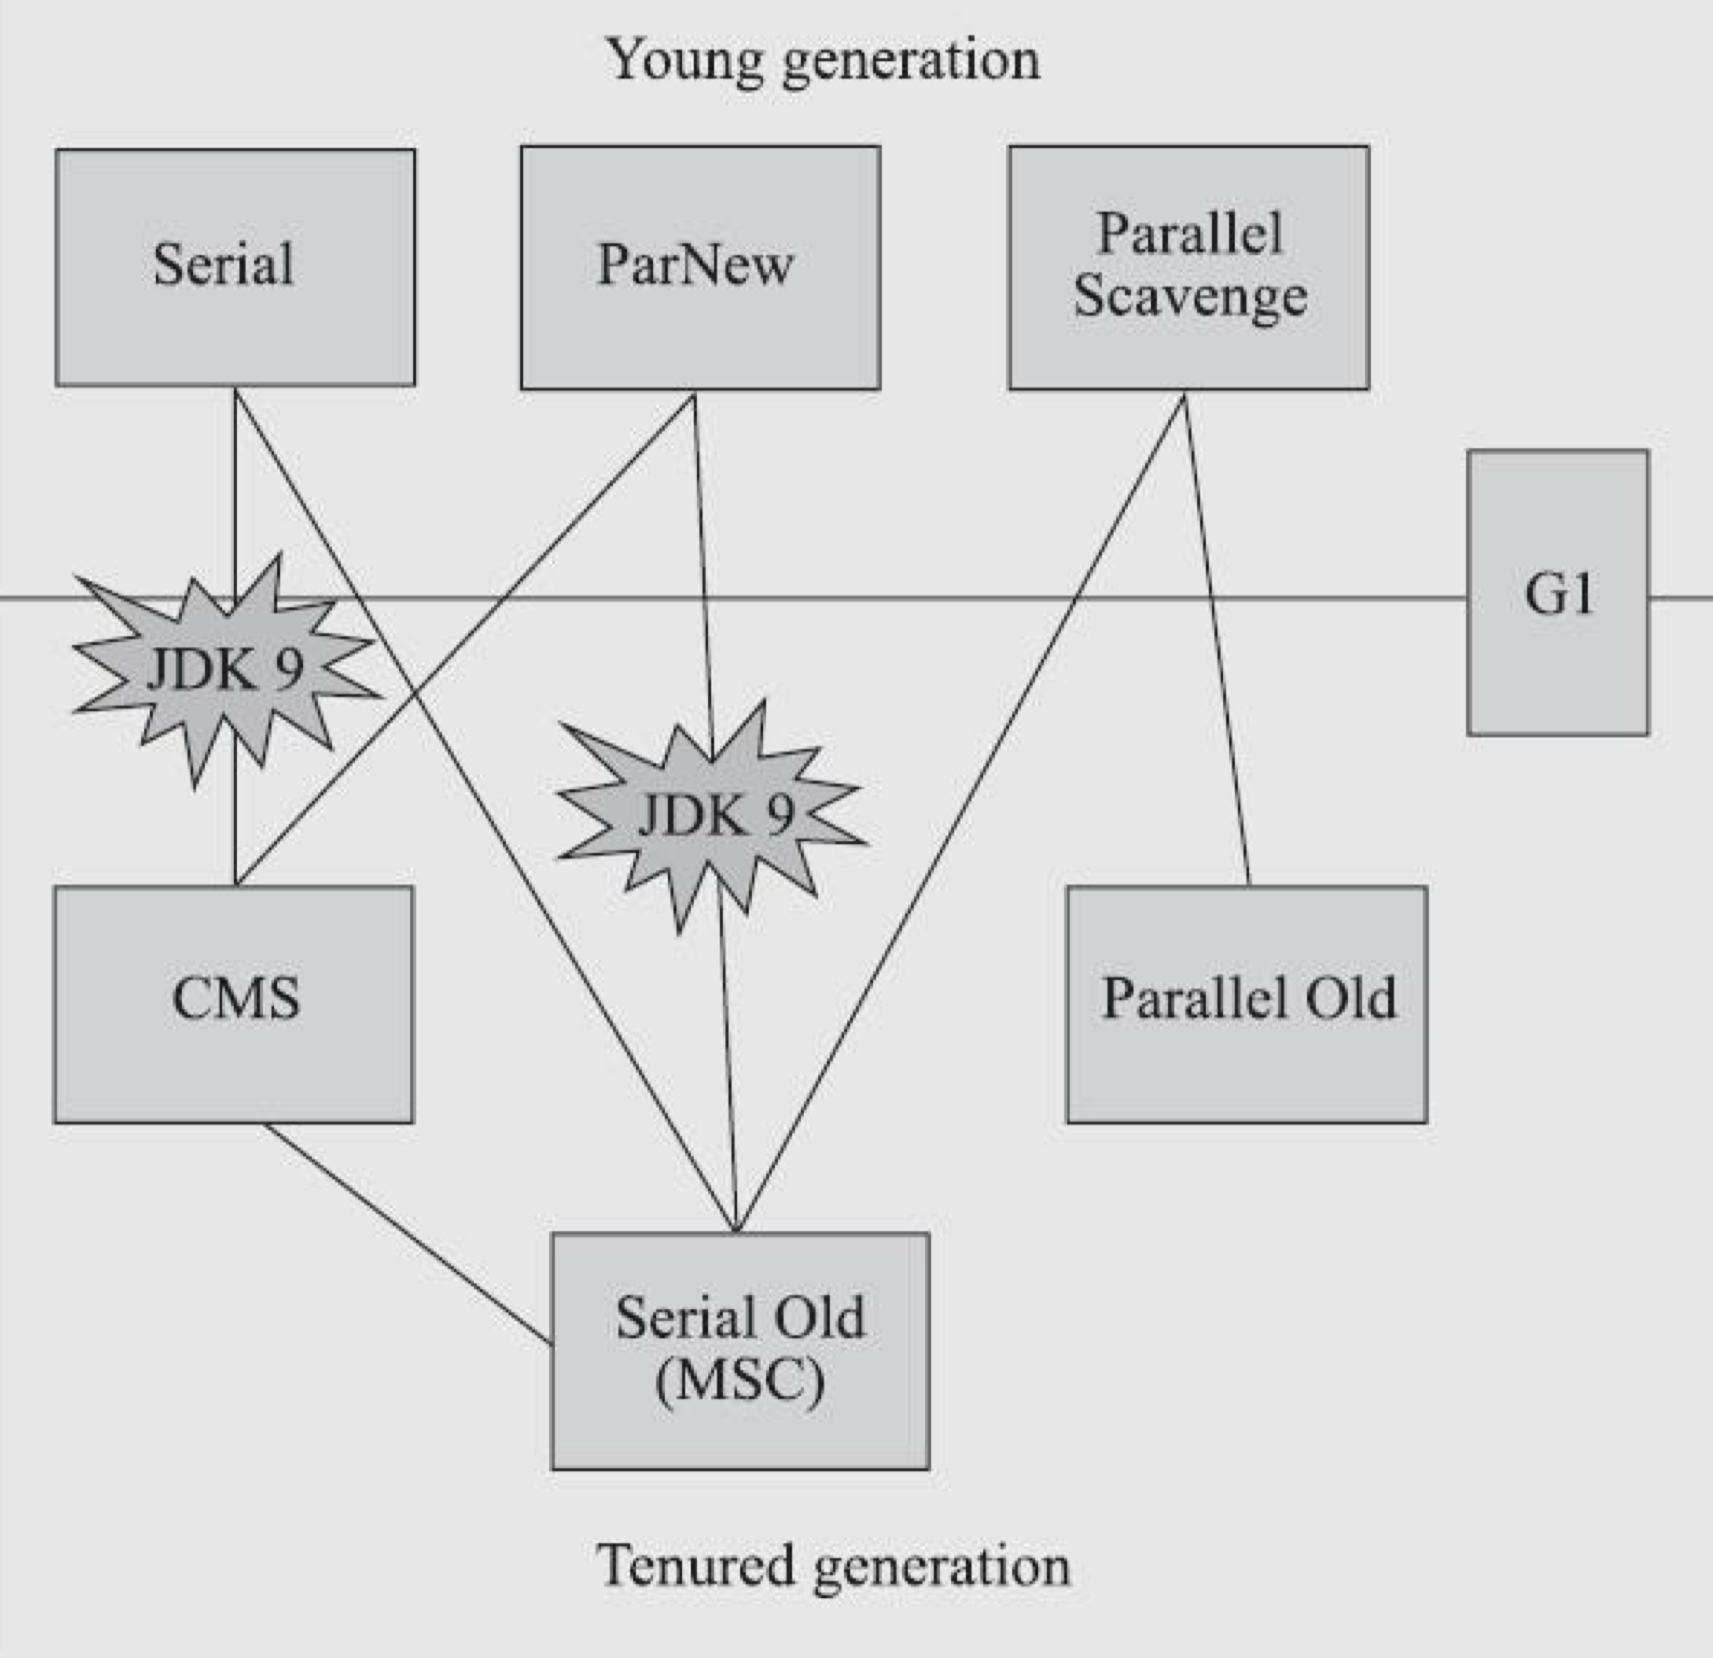 Young generation
Serial
ParNew
Parallel
Scavenge
G1
JDK 9
JDK 9
CMS
Parallel Old
Serial Old
(MSC)
Tenured generation